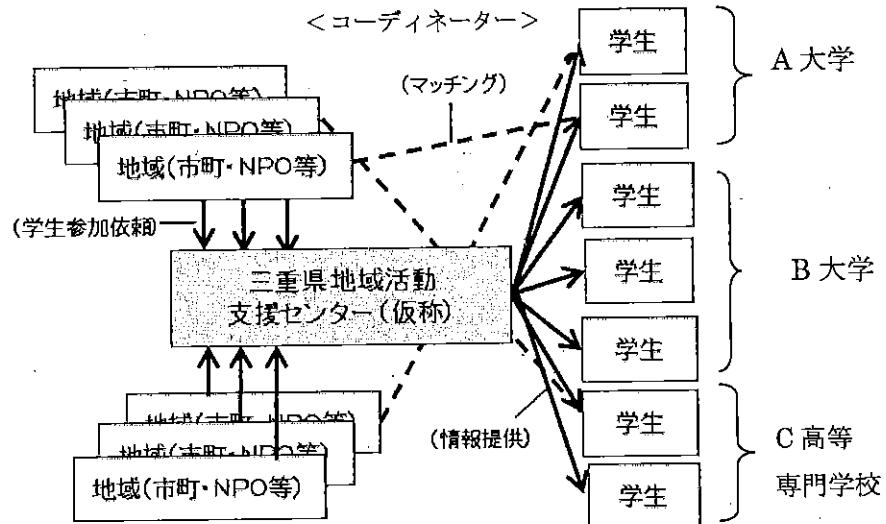 <コーディネーター>
学生
A 大学
(マッチング)
地域(市町・NPO等)
地域(市町・NPO等)
学生
地域(市町・NPO等)
学生
(学生参加依頼)
三重県地域活動
支援センター(仮称)
学生
B 大学
学生
学生
(情報提供)
C 高等
専門学校
地域(市町・NPO等)
学生